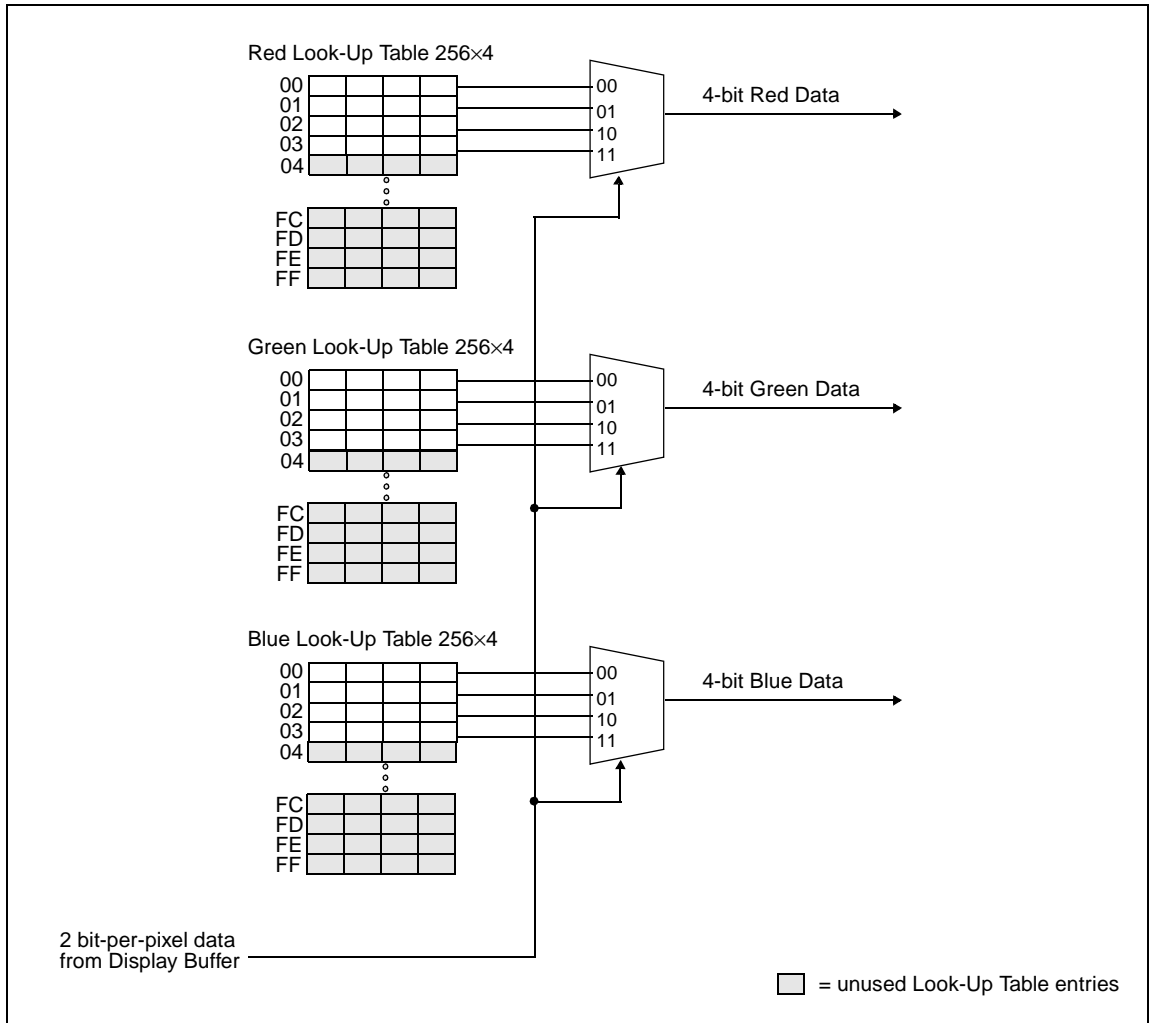 Red Look-Up Table 256×4
00
01
02
03
04
FC
FD
FE
FF
00
01
10
11
4-bit Red Data
Green Look-Up Table 256×4
00
01
02
03
04
FC
FD
FE
FF
00
01
10
11
4-bit Green Data
Blue Look-Up Table 256×4
00
01
02
03
04
FC
FD
FE
FF
00
01
10
11
4-bit Blue Data
2 bit-per-pixel data
from Display Buffer
= unused Look-Up Table entries